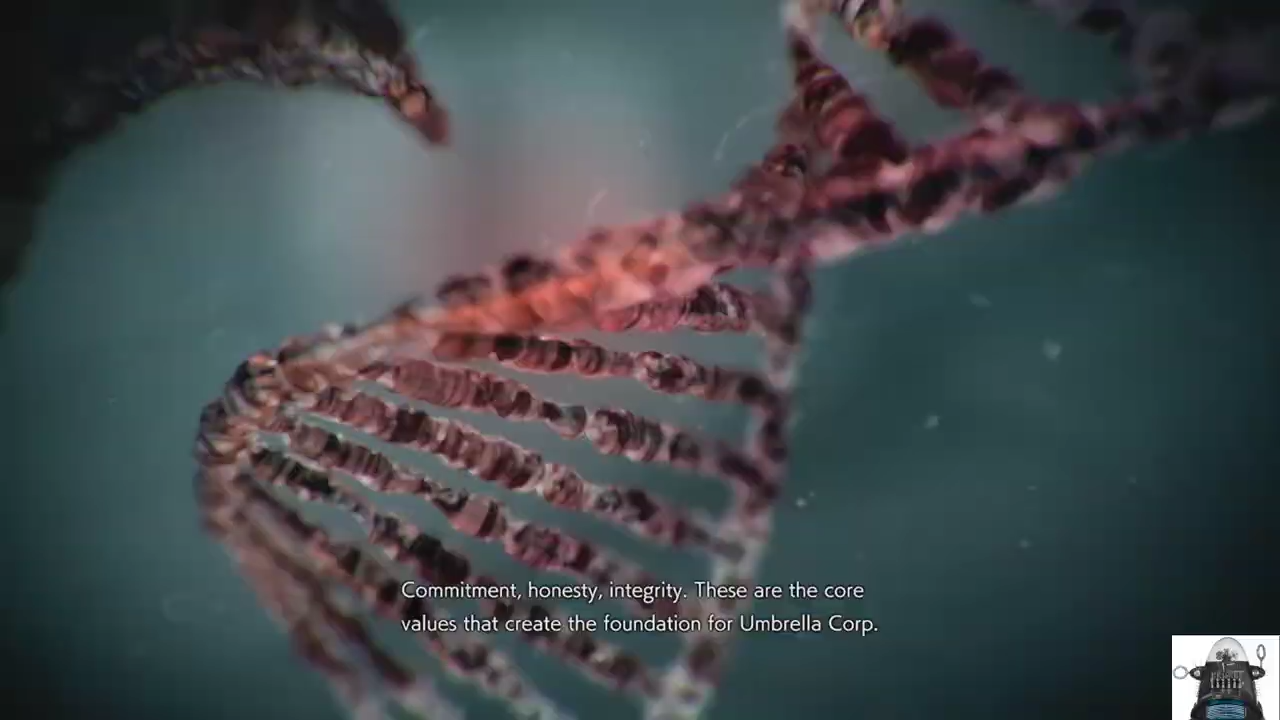 Commitment, honesty, integrity. These are the core
values that create the foundation for Umbrella Corp.